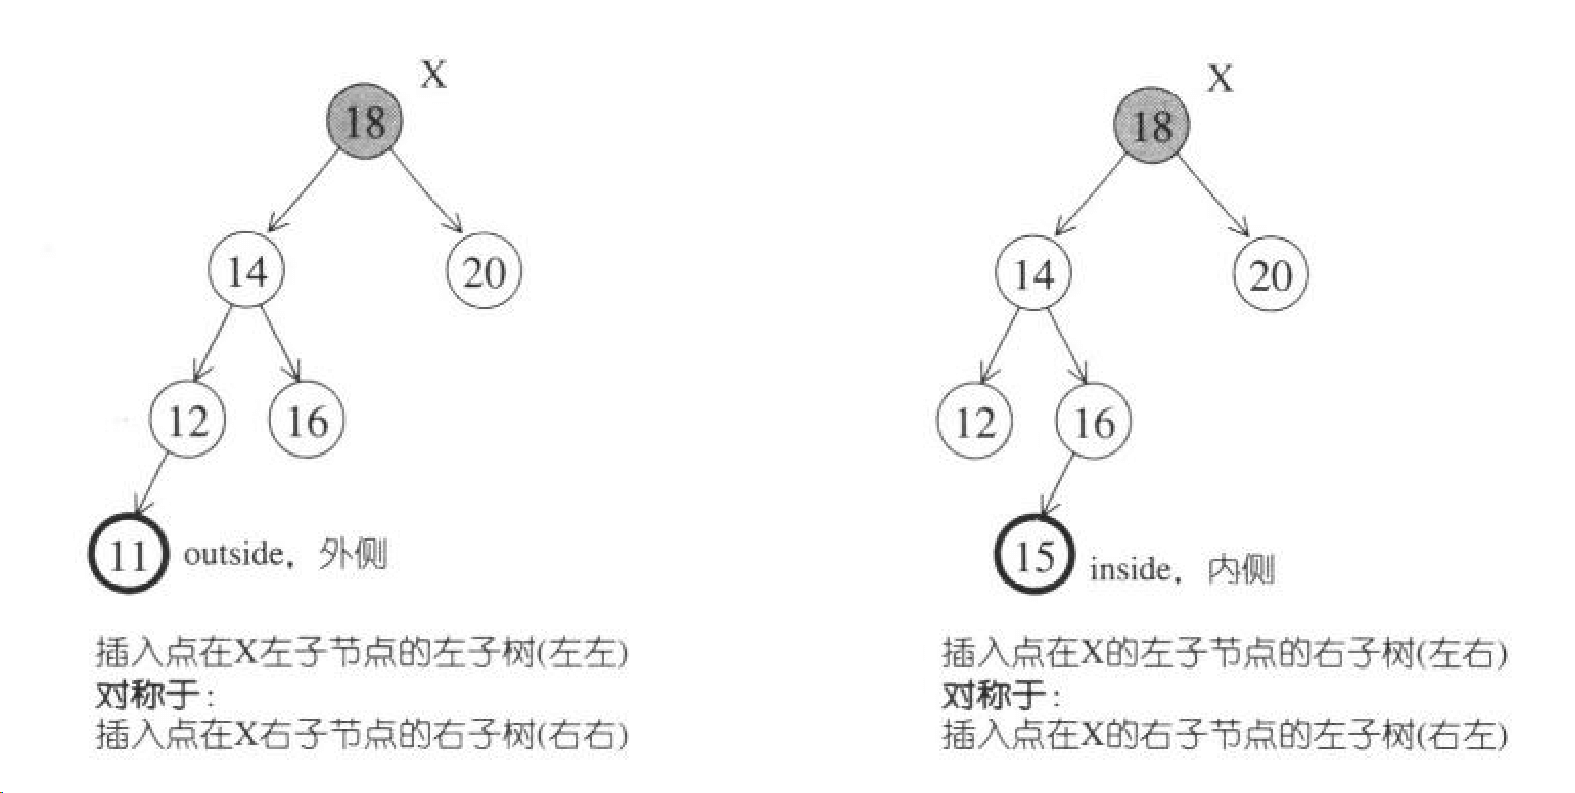 X
18
14
20
12
16
11
outside，外侧
插入点在X左子节点的左子树(左左)
对称于：
插入点在X右子节点的右子树(右右)
X
18
14
20
12
16
15
inside，内侧
插入点在X的左子节点的右子树(左右)
对称于：
插入点在X的右子节点的左子树(右左)